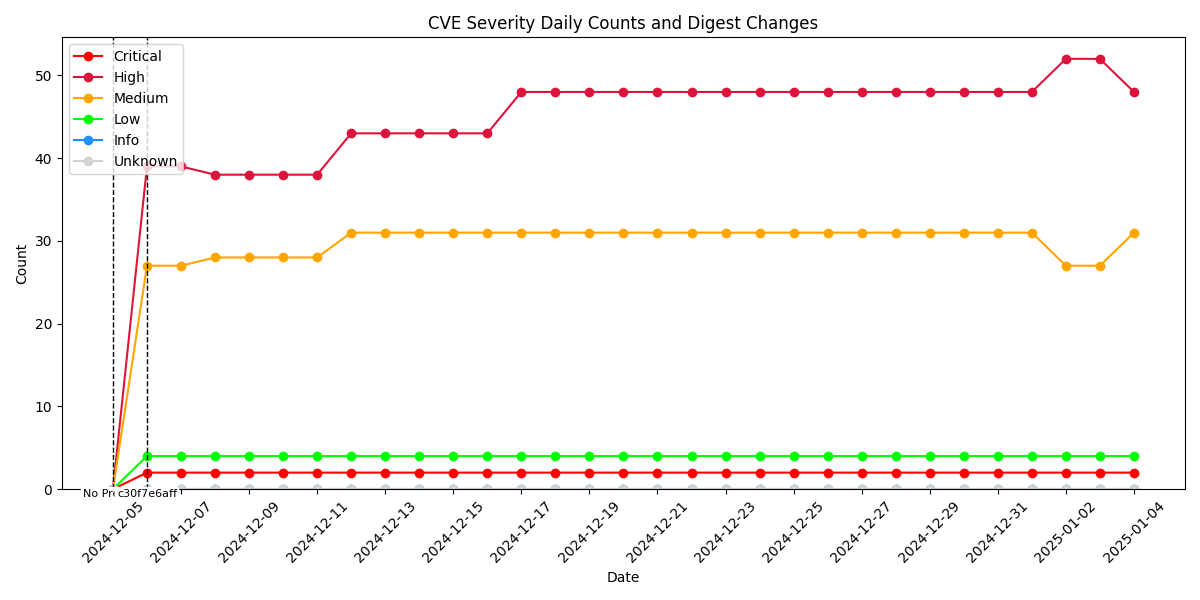 CVE Severity Daily Counts and Digest Changes
Critical
High
Medium
Low
Info
Unknown
Count
50
40
30
20
10
0
No Pr
c30f7e6aff
2024-12-05
2024-12-07
2024-12-09
2024-12-11
2024-12-13
2024-12-15
2024-12-17
2024-12-19
2024-12-21
2024-12-23
2024-12-25
2024-12-27
2024-12-29
2024-12-31
2025-01-02
2025-01-04
Date